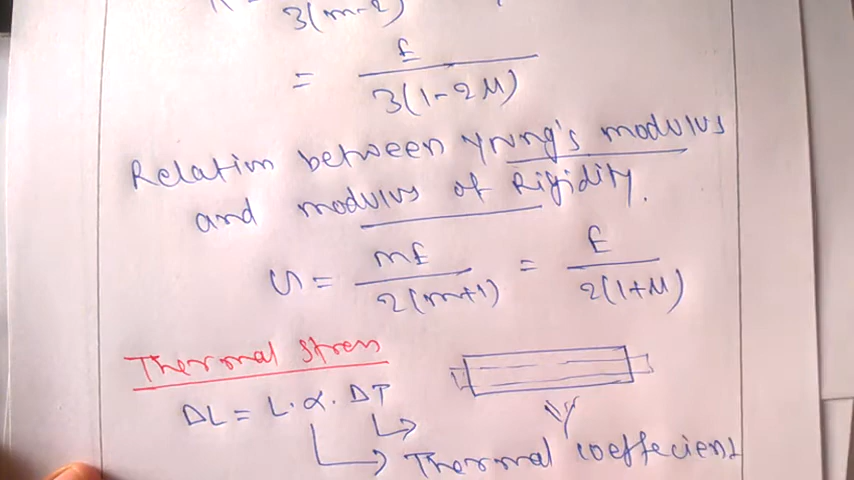 3(m-2)
= E / 3(1-2μ)
Relation between Young's modulus
and modulus of Rigidity.
G = mE / 2(m+1) = E / 2(1+μ)
Thermal stress
ΔL = L.α.ΔT
Thermal coeffecient